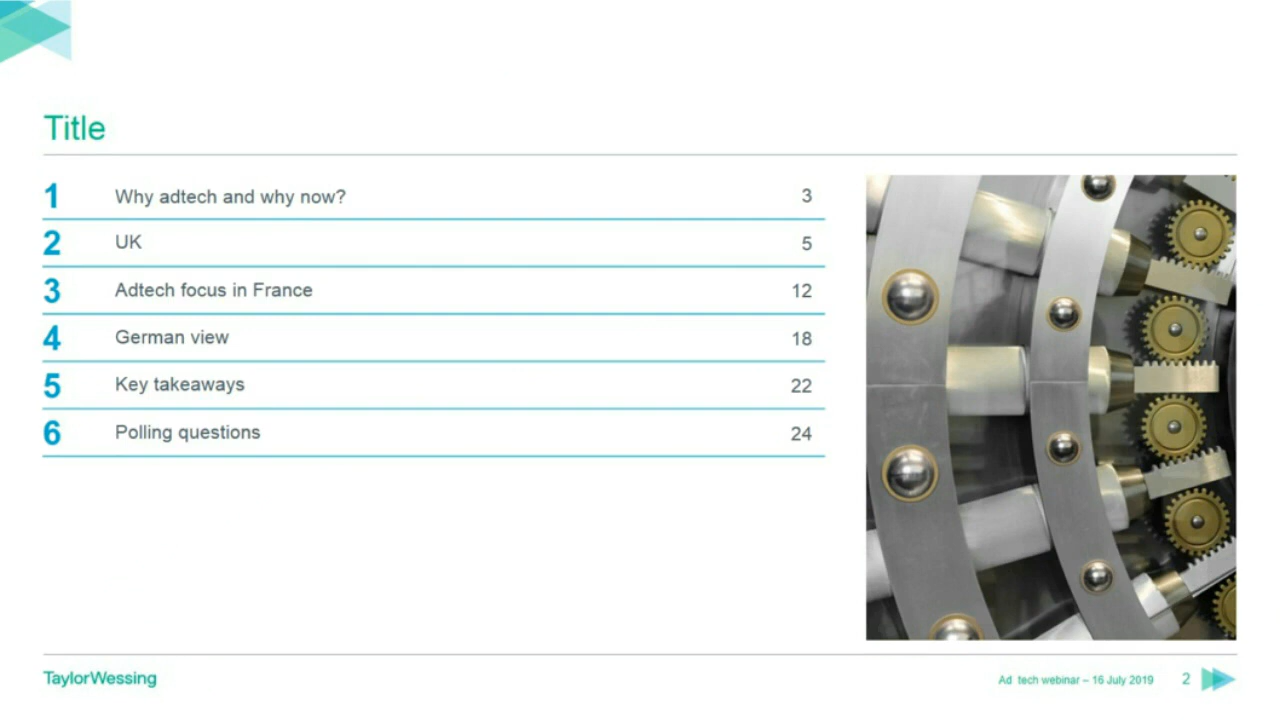 Title
1 Why adtech and why now? 3
2 UK 5
3 Adtech focus in France 12
4 German view 18
5 Key takeaways 22
6 Polling questions 24
TaylorWessing Ad tech webinar – 16 July 2019 2